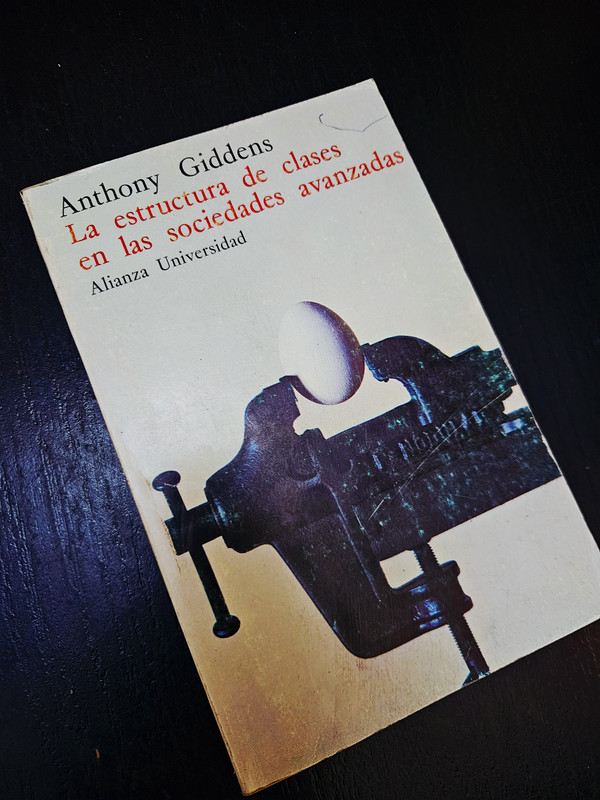 Anthony Giddens
La estructura de clases
en las sociedades avanzadas
Alianza Universidad